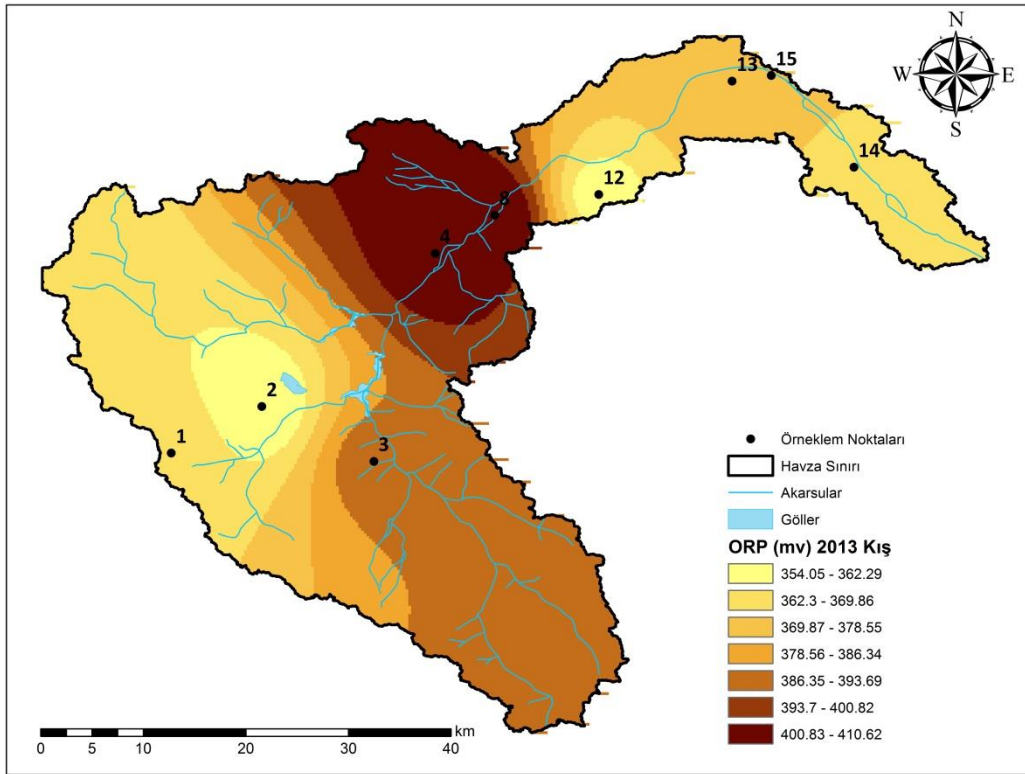 N
W E
S
15
13
14
12
8
4
2
1
3
Örneklem Noktaları
Havza Sınırı
Akarsular
Göller
ORP (mv) 2013 Kış
354.05 - 362.29
362.3 - 369.86
369.87 - 378.55
378.56 - 386.34
386.35 - 393.69
393.7 - 400.82
400.83 - 410.62
km
0 5 10 20 30 40